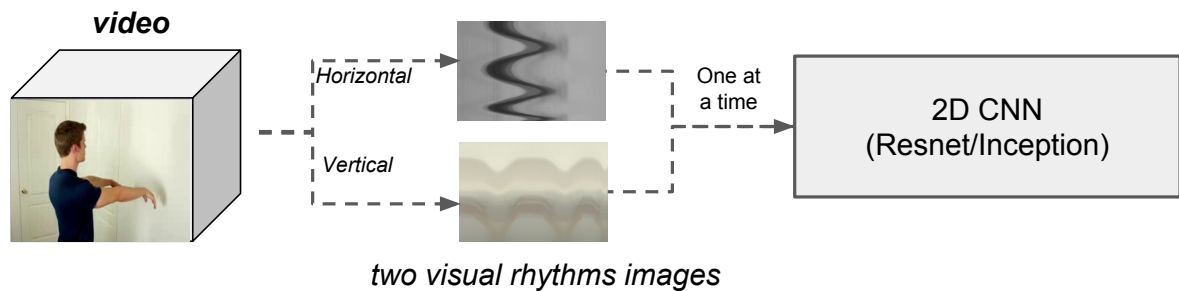 video
Horizontal
Vertical
One at
a time
2D CNN
(Resnet/Inception)
two visual rhythms images